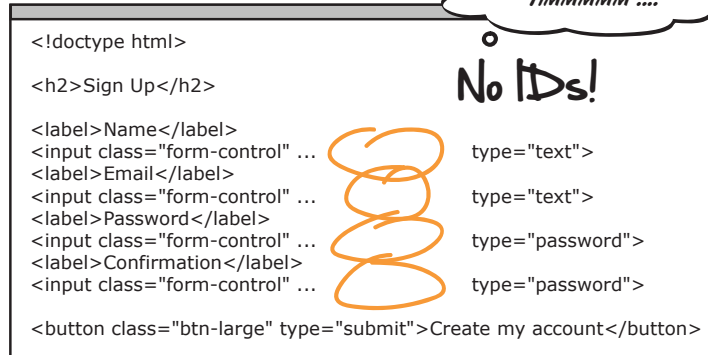 <!doctype html>
No IDs!
<h2>Sign Up</h2>
<label>Name</label>
<input class="form-control" ... type="text">
<label>Email</label>
<input class="form-control" ... type="text">
<label>Password</label>
<input class="form-control" ... type="password">
<label>Confirmation</label>
<input class="form-control" ... type="password">
<button class="btn-large" type="submit">Create my account</button>